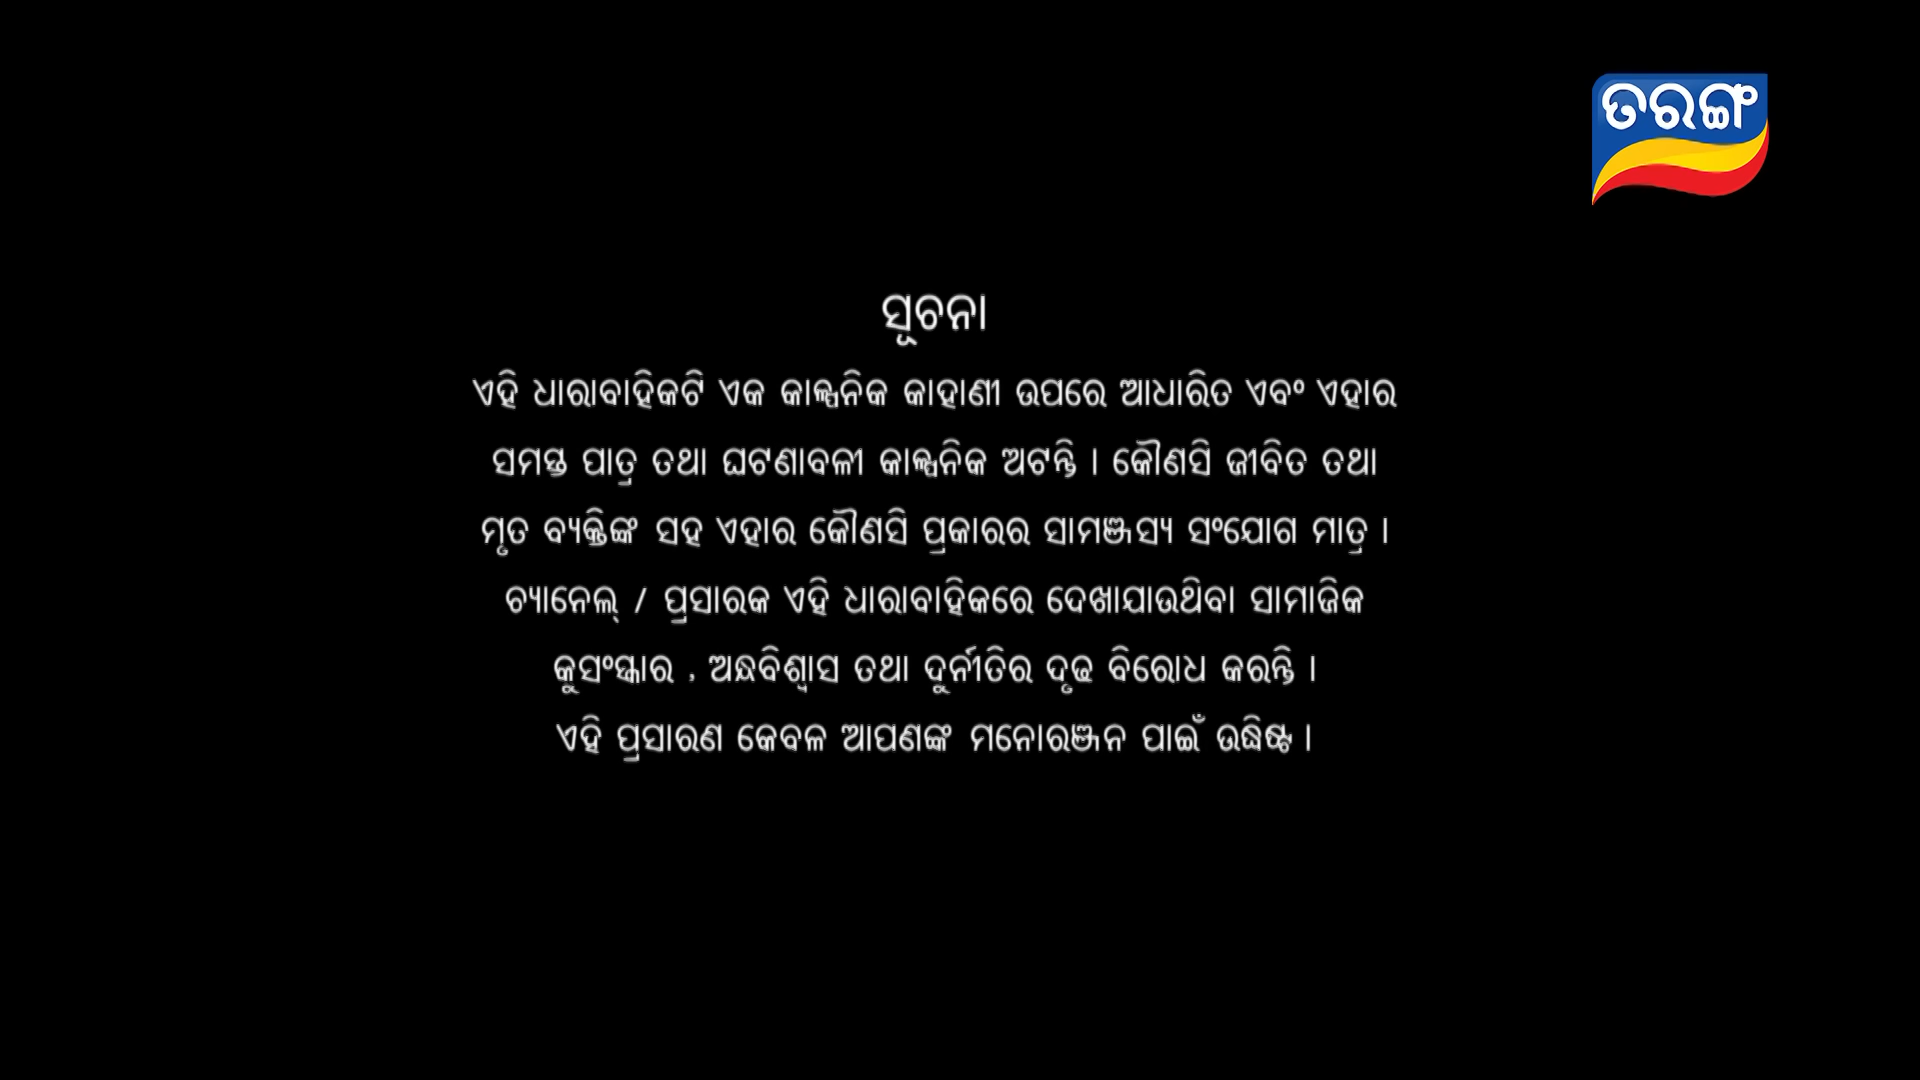 ତରଙ୍ଗ
ସୂଚନା
ଏହି ଧାରାବାହିକଟି ଏକ କାଳ୍ପନିକ କାହାଣୀ ଉପରେ ଆଧାରିତ ଏବଂ ଏହାର
ସମସ୍ତ ପାତ୍ର ତଥା ଘଟଣାବଳୀ କାଳ୍ପନିକ ଅଟନ୍ତି । କୌଣସି ଜୀବିତ ତଥା
ମୃତ ବ୍ୟକ୍ତିଙ୍କ ସହ ଏହାର କୌଣସି ପ୍ରକାରର ସାମଞ୍ଜସ୍ୟ ସଂଯୋଗ ମାତ୍ର ।
ଚ୍ୟାନେଲ୍ / ପ୍ରସାରକ ଏହି ଧାରାବାହିକରେ ଦେଖାଯାଉଥିବା ସାମାଜିକ
କୁସଂସ୍କାର , ଅନ୍ଧବିଶ୍ୱାସ ତଥା ଦୁର୍ନୀତିର ଦୃଢ ବିରୋଧ କରନ୍ତି ।
ଏହି ପ୍ରସାରଣ କେବଳ ଆପଣଙ୍କ ମନୋରଞ୍ଜନ ପାଇଁ ଉଦ୍ଧିଷ୍ଟ ।